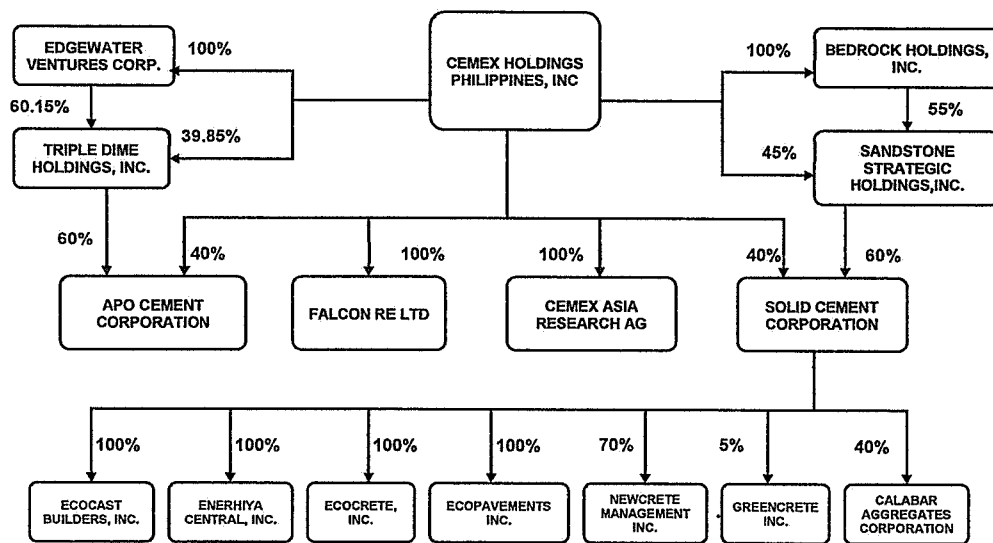 EDGEWATER
VENTURES CORP.
100%
CEMEX HOLDINGS
PHILIPPINES, INC
100%
BEDROCK HOLDINGS,
INC.
60.15%
55%
39.85%
TRIPLE DIME
HOLDINGS, INC.
45%
SANDSTONE
STRATEGIC
HOLDINGS,INC.
60%
40%
100%
100%
40%
60%
APO CEMENT
CORPORATION
FALCON RE LTD
CEMEX ASIA
RESEARCH AG
SOLID CEMENT
CORPORATION
100%
100%
100%
100%
70%
5%
40%
ECOCAST
BUILDERS, INC.
ENERHIYA
CENTRAL, INC.
ECOCRETE,
INC.
ECOPAVEMENTS
INC.
NEWCRETE
MANAGEMENT
INC.
GREENCRETE
INC.
CALABAR
AGGREGATES
CORPORATION